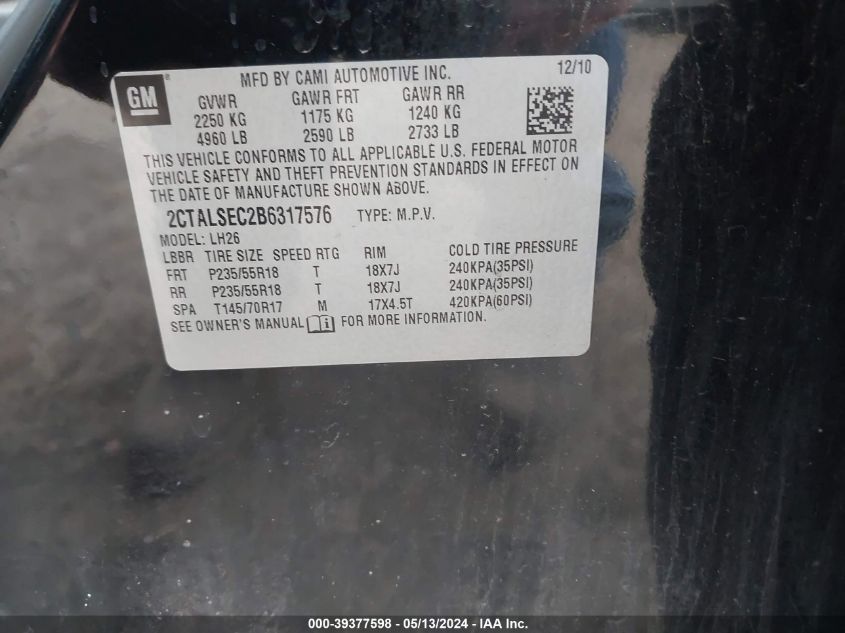 GM ® MFD BY CAMI AUTOMOTIVE INC. 12/10
GVWR GAWR FRT GAWR RR
2250 KG 1175 KG 1240 KG
4960 LB 2590 LB 2733 LB
THIS VEHICLE CONFORMS TO ALL APPLICABLE U.S. FEDERAL MOTOR
VEHICLE SAFETY AND THEFT PREVENTION STANDARDS IN EFFECT ON
THE DATE OF MANUFACTURE SHOWN ABOVE.
2CTALSEC2B6317576 TYPE: M.P.V.
MODEL: LH26
LBBR TIRE SIZE SPEED RTG RIM COLD TIRE PRESSURE
FRT P235/55R18 T 18X7J 240KPA(35PSI)
RR P235/55R18 T 18X7J 240KPA(35PSI)
SPA T145/70R17 M 17X4.5T 420KPA(60PSI)
SEE OWNER'S MANUAL i FOR MORE INFORMATION.
000-39377598 - 05/13/2024 - IAAI Inc.